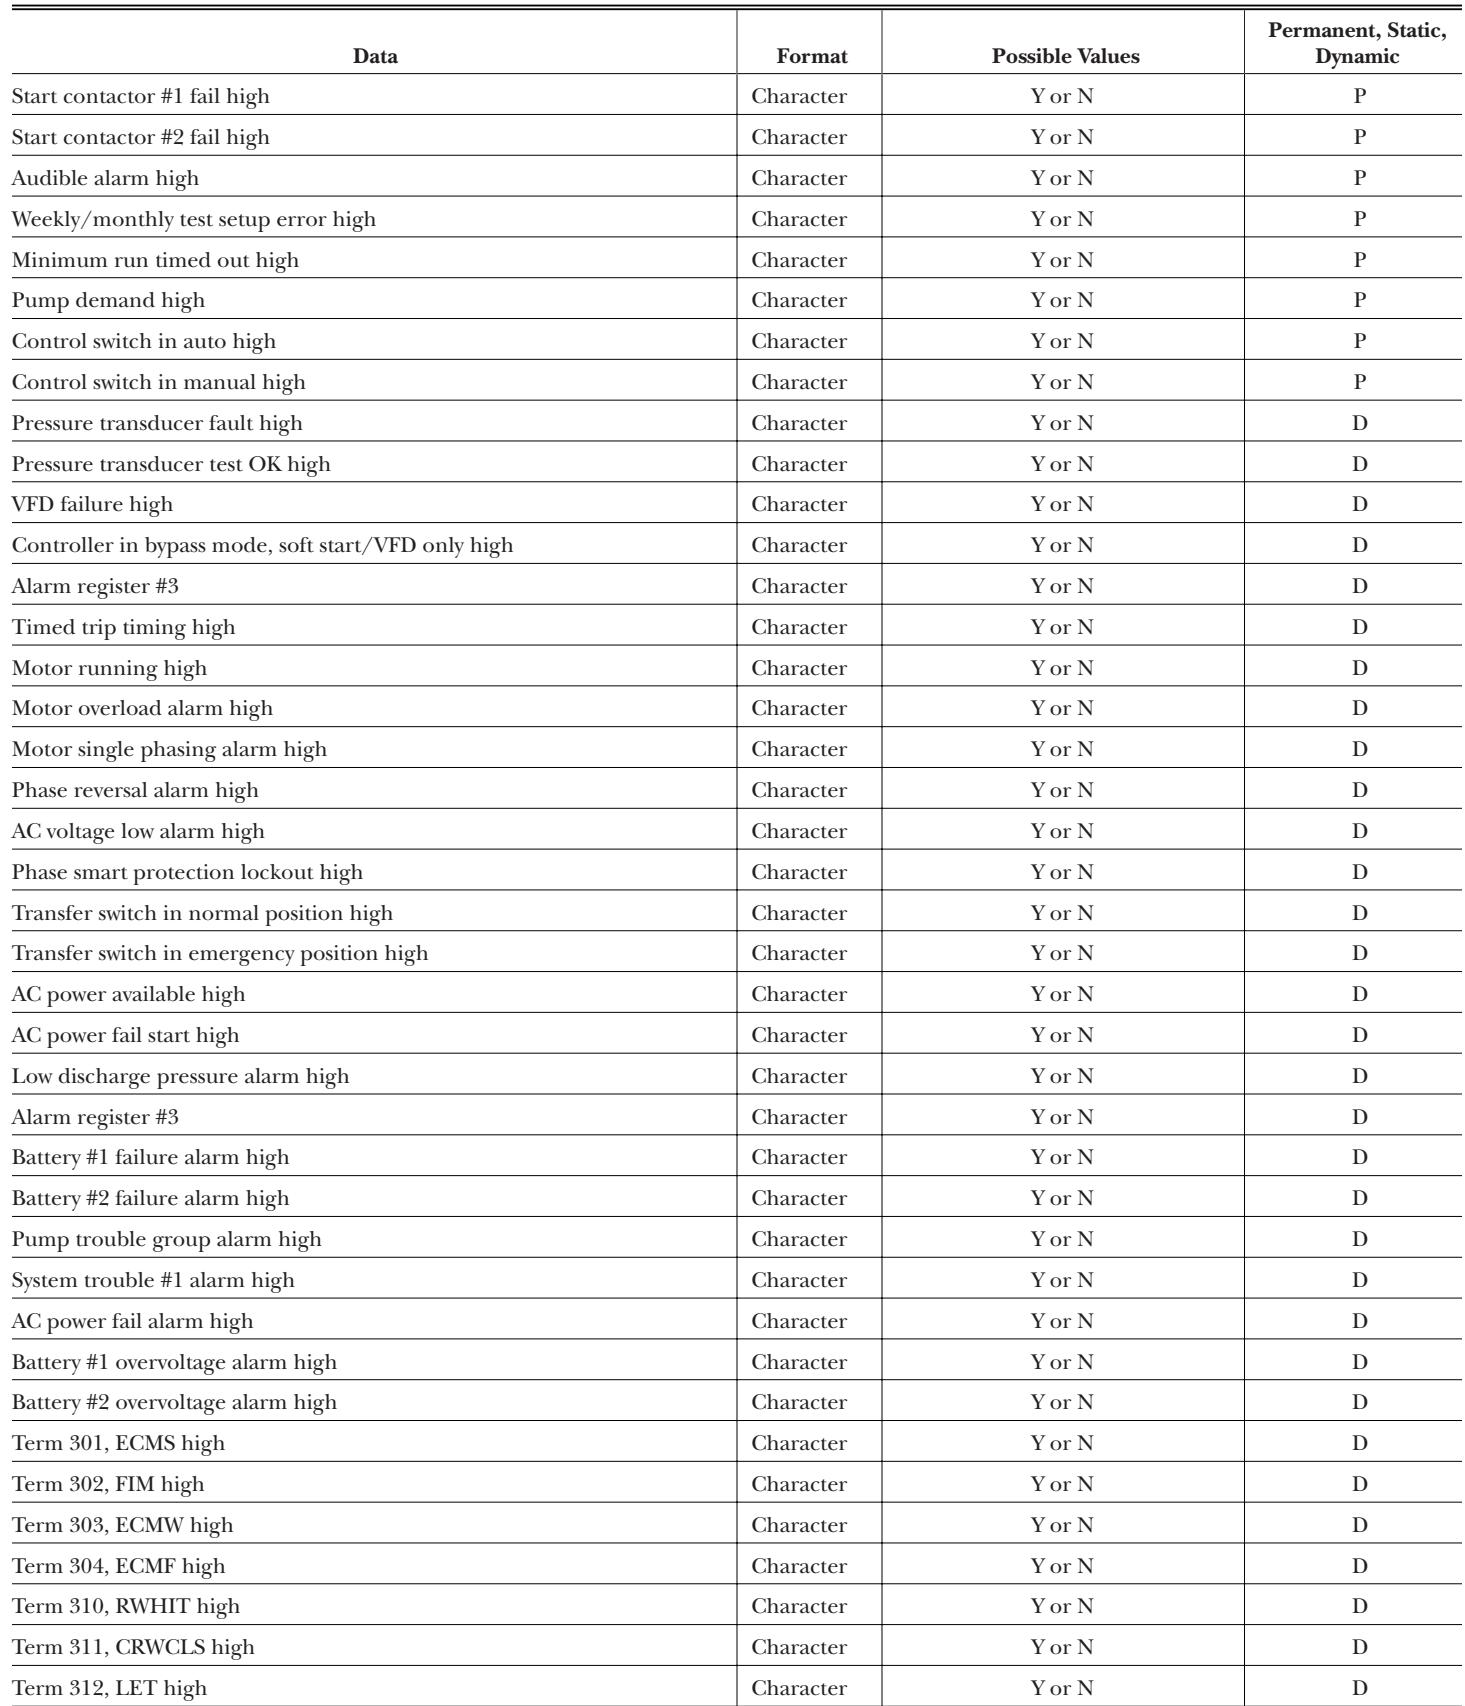 Data Format Possible Values Permanent, Static,
Dynamic
Start contactor #1 fail high Character Y or N P
Start contactor #2 fail high Character Y or N P
Audible alarm high Character Y or N P
Weekly/monthly test setup error high Character Y or N P
Minimum run timed out high Character Y or N P
Pump demand high Character Y or N P
Control switch in auto high Character Y or N P
Control switch in manual high Character Y or N P
Pressure transducer fault high Character Y or N D
Pressure transducer test OK high Character Y or N D
VFD failure high Character Y or N D
Controller in bypass mode, soft start/VFD only high Character Y or N D
Alarm register #3 Character Y or N D
Timed trip timing high Character Y or N D
Motor running high Character Y or N D
Motor overload alarm high Character Y or N D
Motor single phasing alarm high Character Y or N D
Phase reversal alarm high Character Y or N D
AC voltage low alarm high Character Y or N D
Phase smart protection lockout high Character Y or N D
Transfer switch in normal position high Character Y or N D
Transfer switch in emergency position high Character Y or N D
AC power available high Character Y or N D
AC power fail start high Character Y or N D
Low discharge pressure alarm high Character Y or N D
Alarm register #3 Character Y or N D
Battery #1 failure alarm high Character Y or N D
Battery #2 failure alarm high Character Y or N D
Pump trouble group alarm high Character Y or N D
System trouble #1 alarm high Character Y or N D
AC power fail alarm high Character Y or N D
Battery #1 overvoltage alarm high Character Y or N D
Battery #2 overvoltage alarm high Character Y or N D
Term 301, ECMS high Character Y or N D
Term 302, FIM high Character Y or N D
Term 303, ECMW high Character Y or N D
Term 304, ECMF high Character Y or N D
Term 310, RWHIT high Character Y or N D
Term 311, CRWCLS high Character Y or N D
Term 312, LET high Character Y or N D